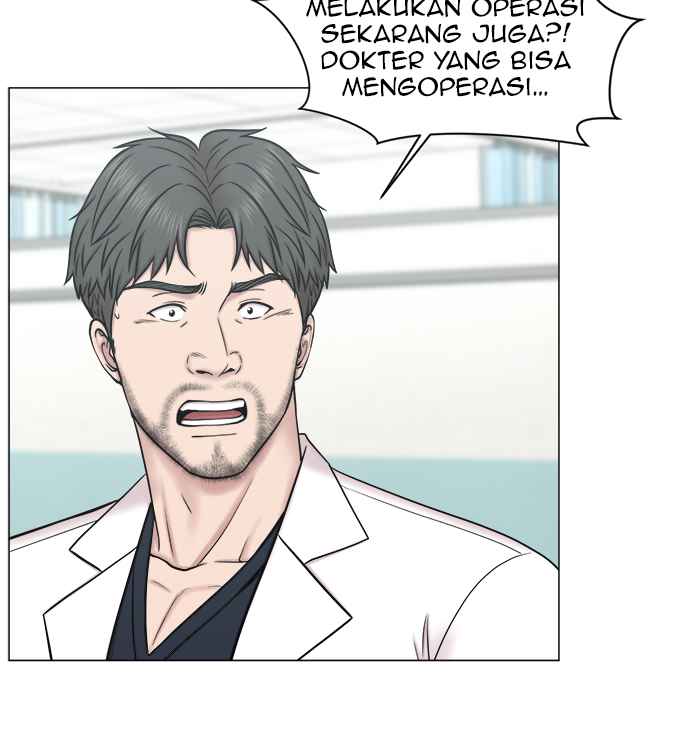 MELAKUKAN OPERASI
SEKARANG JUGA?!
DOKTER YANG BISA
MENGOPERASI...